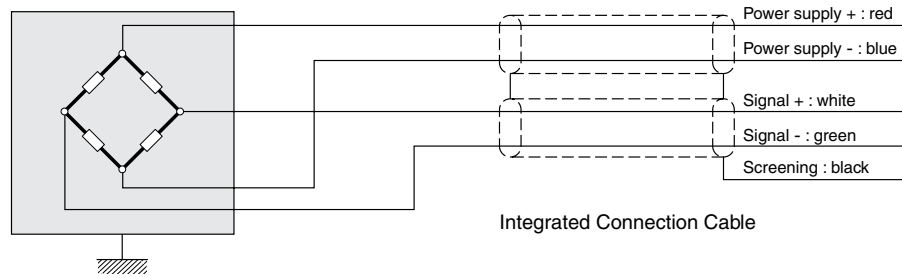 Power supply + : red
Power supply - : blue
Signal + : white
Signal - : green
Screening : black
Integrated Connection Cable